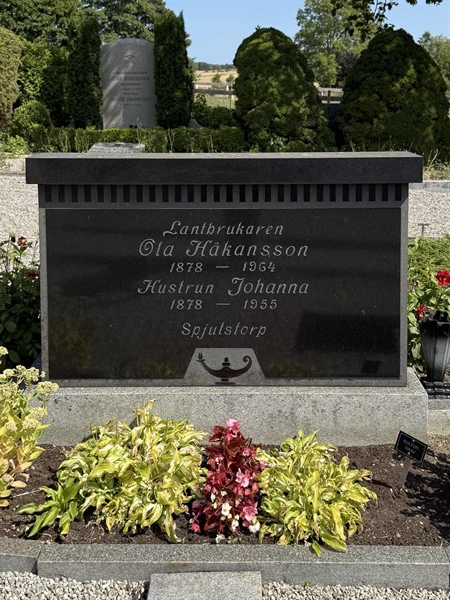 Lantbrukaren
Ola Håkansson
1878 – 1964
Hustrun Johanna
1878 – 1955
Spjutstorp